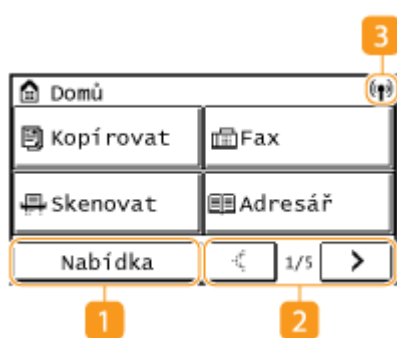 3
Domů
Kopírovat Fax
Skenovat Adresář
Nabídka 1/5
1 2